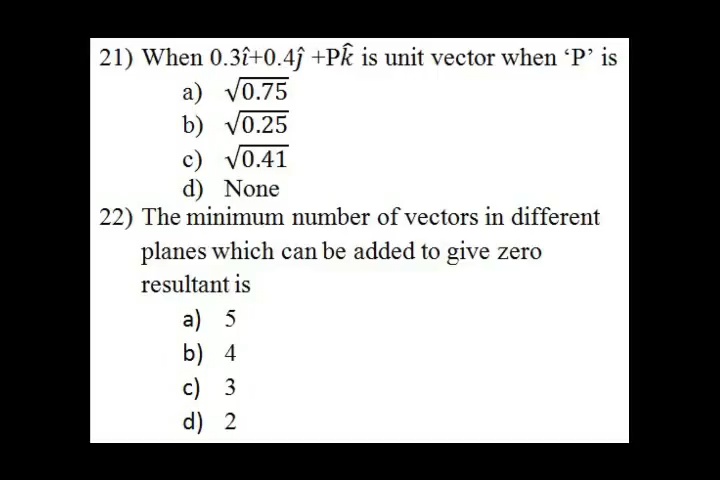 21) When 0.3î+0.4ĵ +Pk̂ is unit vector when ‘P’ is
a) √0.75
b) √0.25
c) √0.41
d) None
22) The minimum number of vectors in different
planes which can be added to give zero
resultant is
a) 5
b) 4
c) 3
d) 2